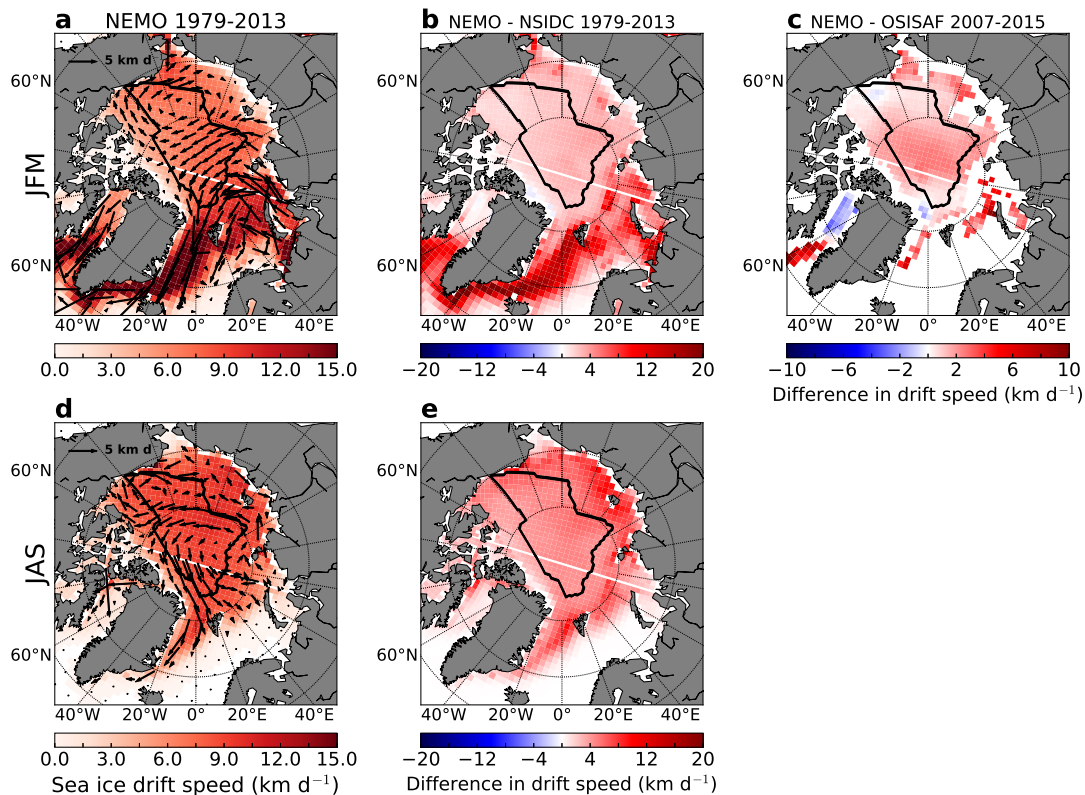 a NEMO 1979-2013
b NEMO - NSIDC 1979-2013
c NEMO - OSISAF 2007-2015
JFM
5 km d
60°N
60°N
40°W 20°W 0° 20°E 40°E
0.0 3.0 6.0 9.0 12.0 15.0
60°N
60°N
40°W 20°W 0° 20°E 40°E
−20 −12 −4 4 12 20
60°N
60°N
40°W 20°W 0° 20°E 40°E
−10 −6 −2 2 6 10
Difference in drift speed (km d⁻¹)
d
e
JAS
5 km d
60°N
60°N
40°W 20°W 0° 20°E 40°E
0.0 3.0 6.0 9.0 12.0 15.0
Sea ice drift speed (km d⁻¹)
60°N
60°N
40°W 20°W 0° 20°E 40°E
−20 −12 −4 4 12 20
Difference in drift speed (km d⁻¹)